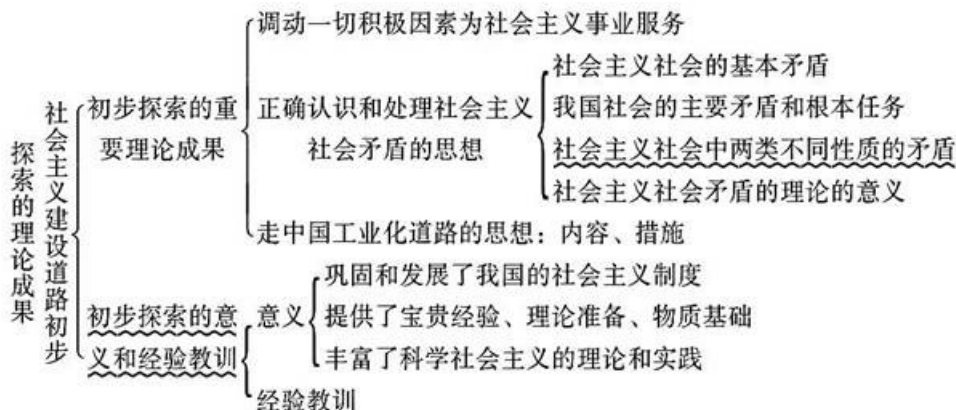 社会主义建设道路初步
探索的理论成果
初步探索的重
要理论成果
调动一切积极因素为社会主义事业服务
正确认识和处理社会主义
社会矛盾的思想
社会主义社会的基本矛盾
我国社会的主要矛盾和根本任务
社会主义社会中两类不同性质的矛盾
社会主义社会矛盾的理论的意义
走中国工业化道路的思想：内容、措施
初步探索的意
义和经验教训
意义
巩固和发展了我国的社会主义制度
提供了宝贵经验、理论准备、物质基础
丰富了科学社会主义的理论和实践
经验教训